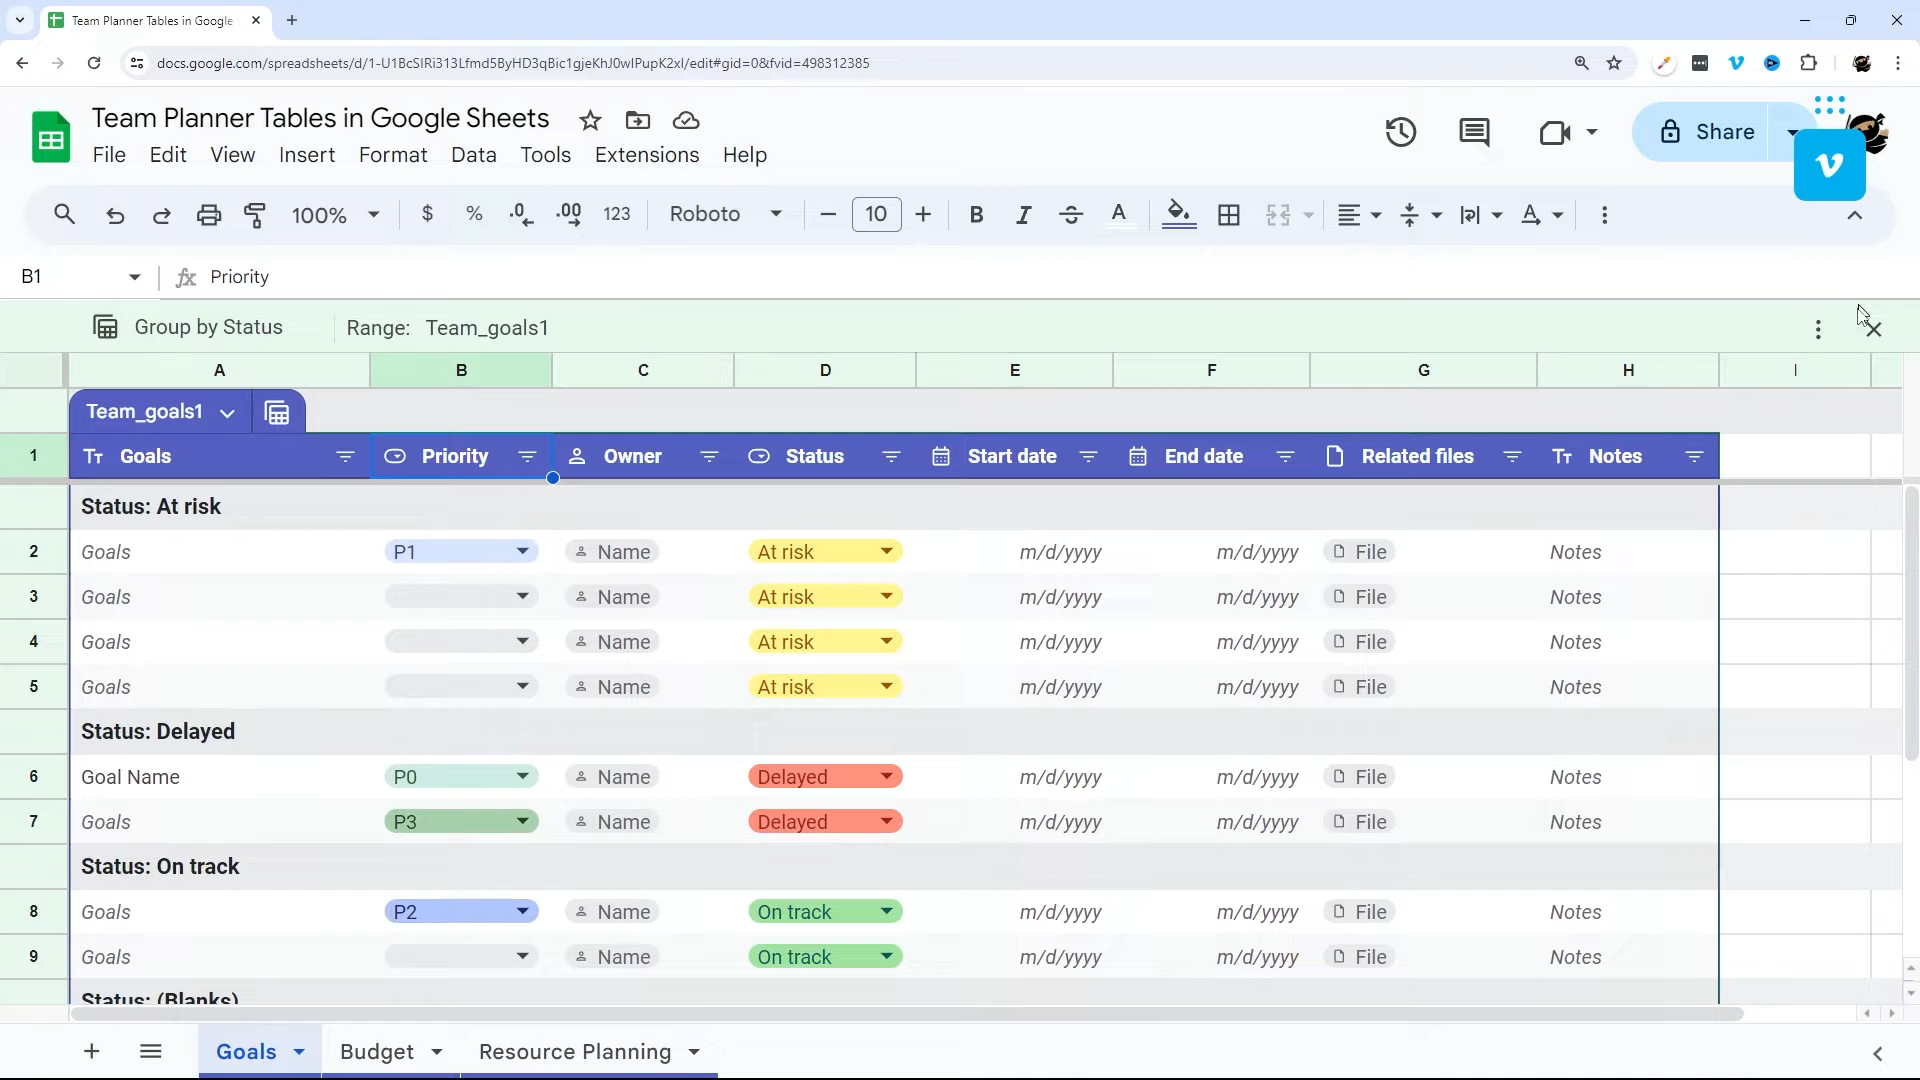 Team Planner Tables in Google
docs.google.com/spreadsheets/d/1-U1BcSIRi313Lfmd5ByHD3qBic1gjeKhJ0wIPupK2xI/edit#gid=0&fvid=498312385
Team Planner Tables in Google Sheets
File Edit View Insert Format Data Tools Extensions Help
Share
100% $ % .0 .00 123 Roboto 10 B I S A A
B1 fx Priority
Group by Status Range: Team_goals1
A B C D E F G H I
Team_goals1
1 Tт Goals Priority Owner Status Start date End date Related files Tт Notes
Status: At risk
2 Goals P1 Name At risk m/d/yyyy m/d/yyyy File Notes
3 Goals Name At risk m/d/yyyy m/d/yyyy File Notes
4 Goals Name At risk m/d/yyyy m/d/yyyy File Notes
5 Goals Name At risk m/d/yyyy m/d/yyyy File Notes
Status: Delayed
6 Goal Name P0 Name Delayed m/d/yyyy m/d/yyyy File Notes
7 Goals P3 Name Delayed m/d/yyyy m/d/yyyy File Notes
Status: On track
8 Goals P2 Name On track m/d/yyyy m/d/yyyy File Notes
9 Goals Name On track m/d/yyyy m/d/yyyy File Notes
Status: (Blanks)
Goals Budget Resource Planning